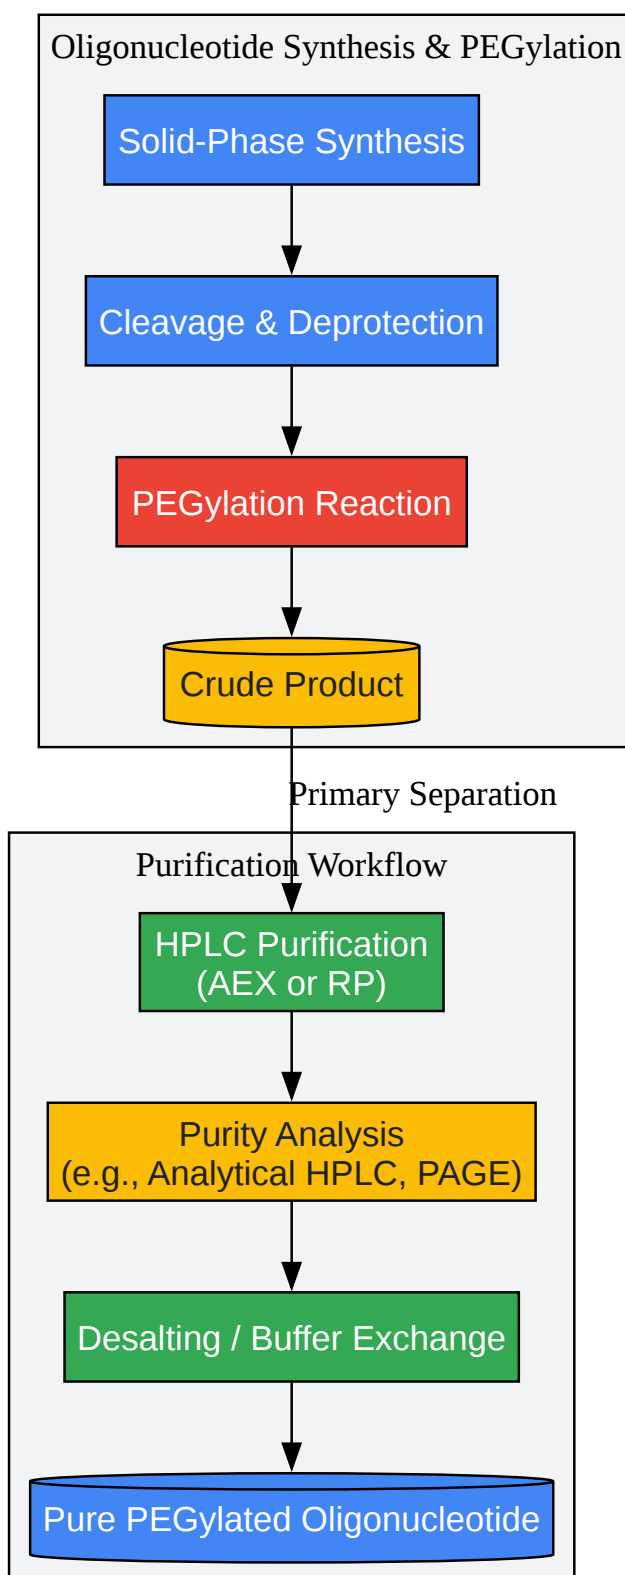 Oligonucleotide Synthesis & PEGylation
Solid-Phase Synthesis
Cleavage & Deprotection
PEGylation Reaction
Crude Product
Primary Separation
Purification Workflow
HPLC Purification
(AEX or RP)
Purity Analysis
(e.g., Analytical HPLC, PAGE)
Desalting / Buffer Exchange
Pure PEGylated Oligonucleotide